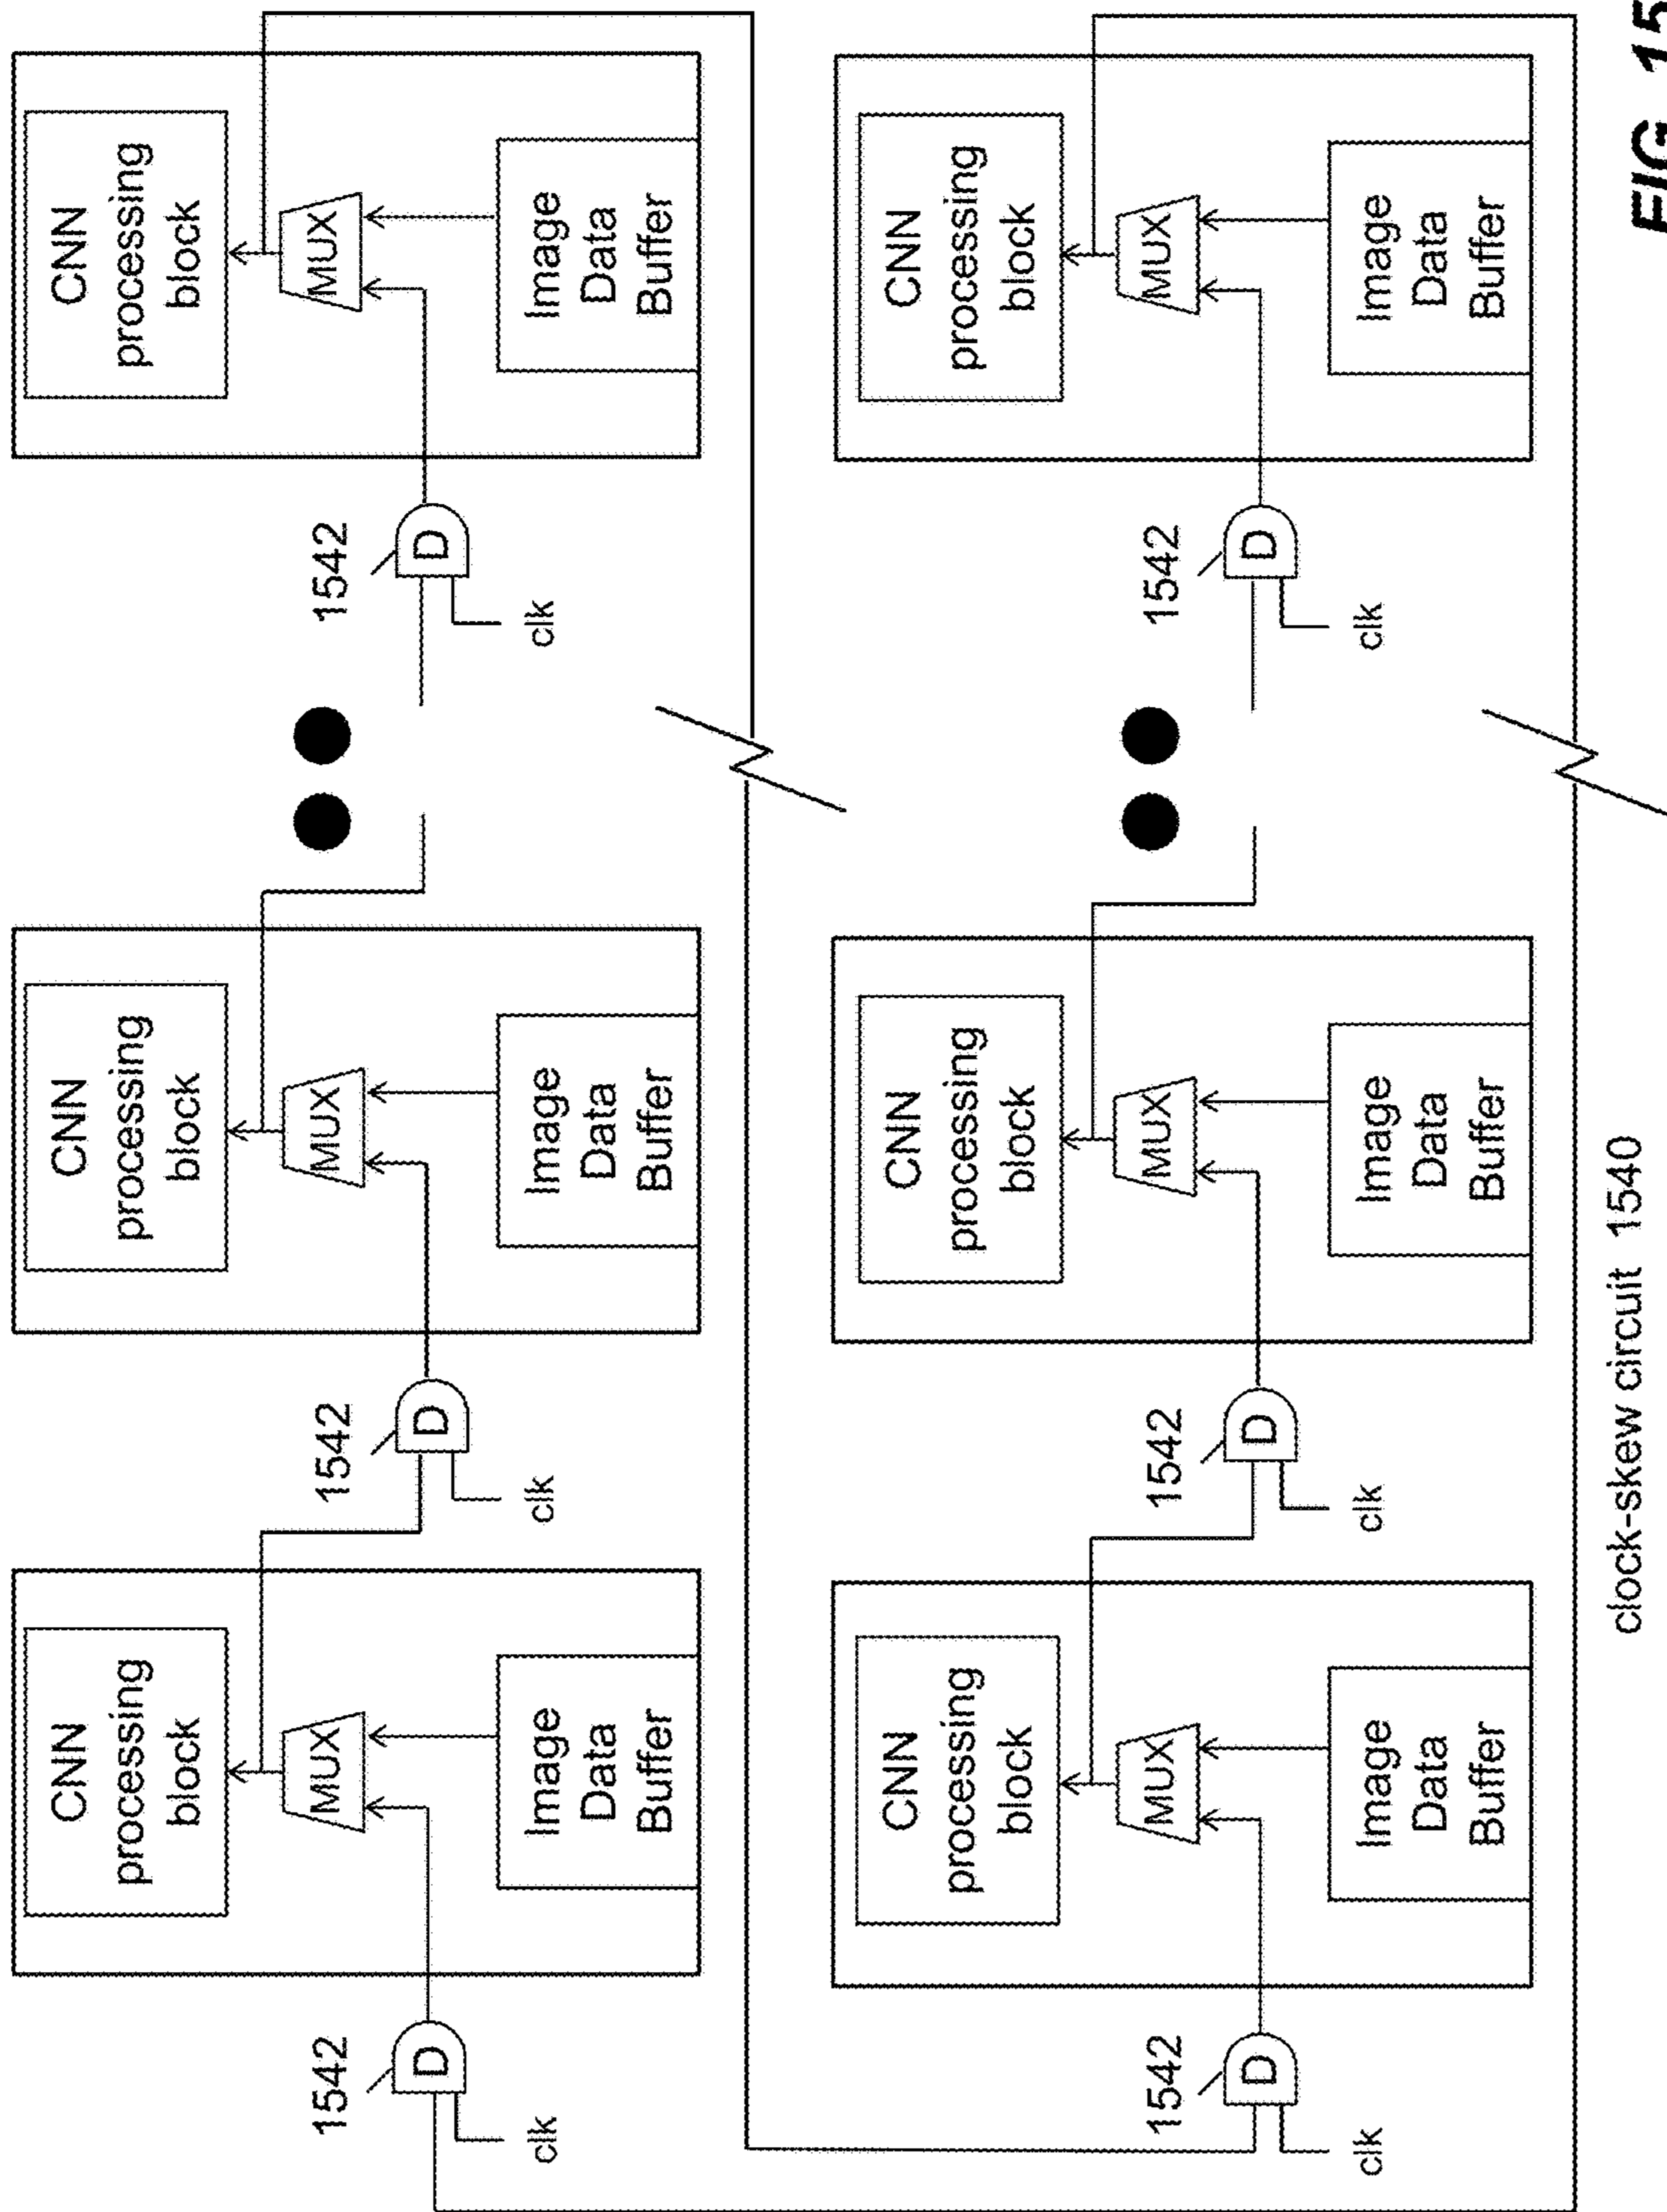 1542
D
clk
CNN
processing
block
MUX
Image
Data
Buffer
1542
D
clk
CNN
processing
block
MUX
Image
Data
Buffer
1542
D
clk
CNN
processing
block
MUX
Image
Data
Buffer
1542
D
clk
CNN
processing
block
MUX
Image
Data
Buffer
1542
D
clk
CNN
processing
block
MUX
Image
Data
Buffer
1542
D
clk
CNN
processing
block
MUX
Image
Data
Buffer
clock-skew circuit 1540
FIG 15